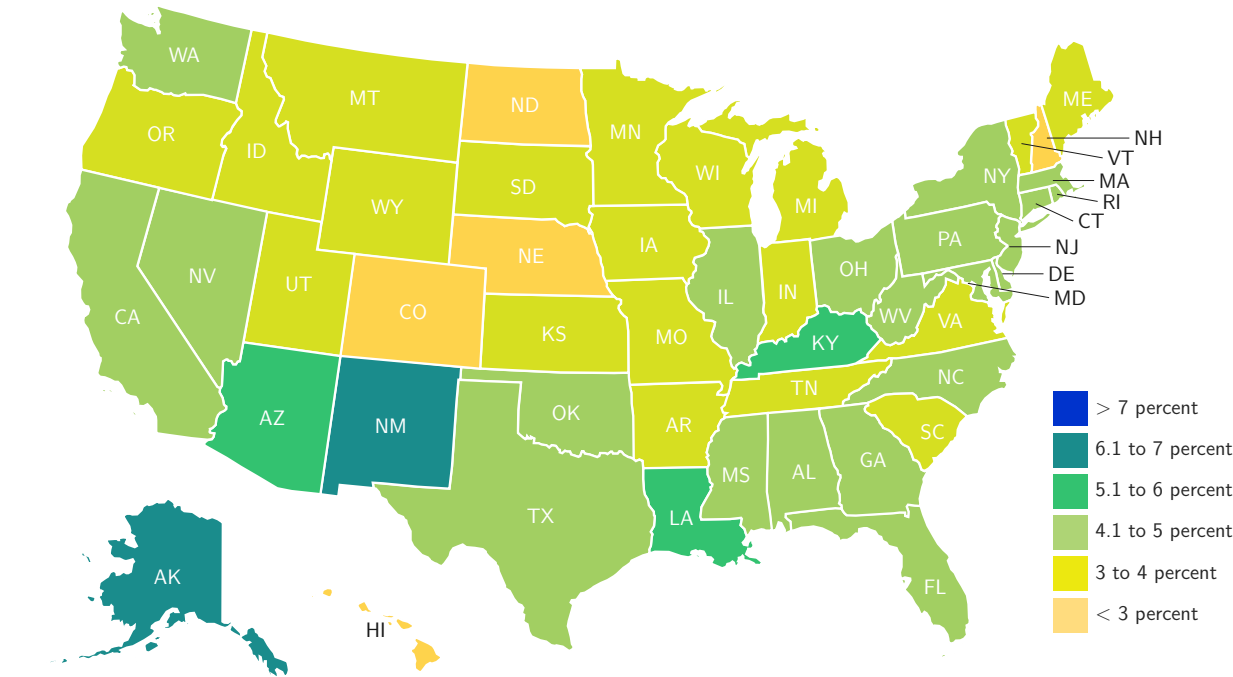 WA
MT
ND
ME
OR
ID
MN
NH
VT
SD
WI
NY
MA
WY
MI
RI
CT
IA
PA
NJ
NE
OH
NV
UT
IL
IN
DE
MD
CA
CO
KS
MO
WV
VA
KY
NC
TN
AZ
NM
OK
AR
SC
MS
AL
GA
TX
LA
FL
AK
HI
> 7 percent
6.1 to 7 percent
5.1 to 6 percent
4.1 to 5 percent
3 to 4 percent
< 3 percent